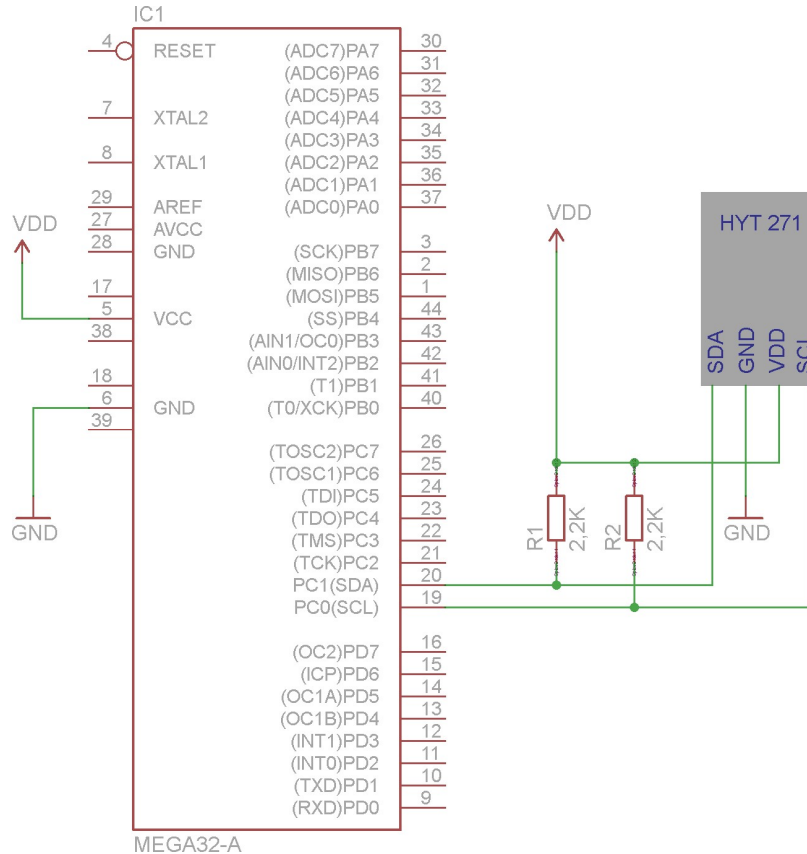 IC1
4 RESET (ADC7)PA7 30
(ADC6)PA6 31
(ADC5)PA5 32
7 XTAL2 (ADC4)PA4 33
(ADC3)PA3 34
8 XTAL1 (ADC2)PA2 35
(ADC1)PA1 36
29 AREF (ADC0)PA0 37
27 AVCC
28 GND (SCK)PB7 3
(MISO)PB6 2
17 (MOSI)PB5 1
5 VCC (SS)PB4 44
38 (AIN1/OC0)PB3 43
(AIN0/INT2)PB2 42
18 (T1)PB1 41
6 GND (T0/XCK)PB0 40
39
(TOSC2)PC7 26
(TOSC1)PC6 25
(TDI)PC5 24
(TDO)PC4 23
(TMS)PC3 22
(TCK)PC2 21
PC1(SDA) 20
PC0(SCL) 19
(OC2)PD7 16
(ICP)PD6 15
(OC1A)PD5 14
(OC1B)PD4 13
(INT1)PD3 12
(INT0)PD2 11
(TXD)PD1 10
(RXD)PD0 9
MEGA32-A
VDD
GND
VDD
R1
2,2K
R2
2,2K
HYT 271
SDA
GND
VDD
SCL
GND